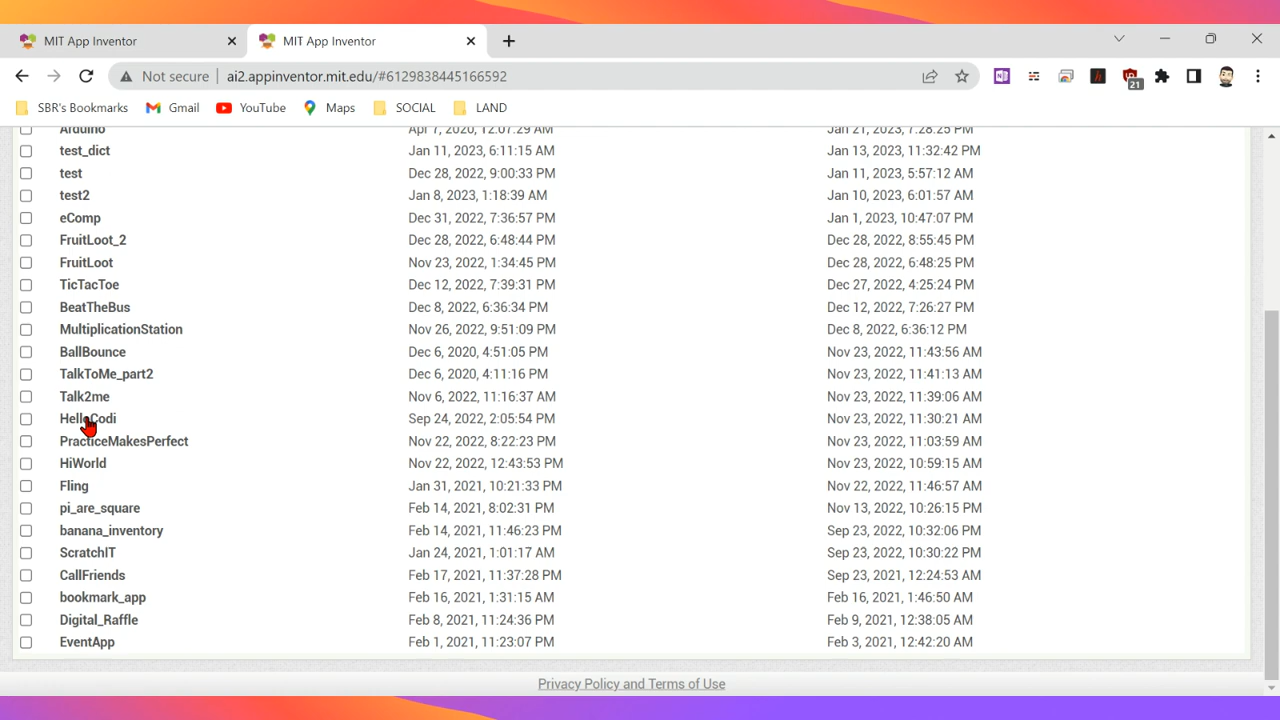 MIT App Inventor
MIT App Inventor
Not secure ai2.appinventor.mit.edu/#6129838445166592
21
SBR's Bookmarks Gmail YouTube Maps SOCIAL LAND
Arduino Apr 7, 2020, 12:07:29 AM Jan 21, 2023, 7:28:25 PM
test_dict Jan 11, 2023, 6:11:15 AM Jan 13, 2023, 11:32:42 PM
test Dec 28, 2022, 9:00:33 PM Jan 11, 2023, 5:57:12 AM
test2 Jan 8, 2023, 1:18:39 AM Jan 10, 2023, 6:01:57 AM
eComp Dec 31, 2022, 7:36:57 PM Jan 1, 2023, 10:47:07 PM
FruitLoot_2 Dec 28, 2022, 6:48:44 PM Dec 28, 2022, 8:55:45 PM
FruitLoot Nov 23, 2022, 1:34:45 PM Dec 28, 2022, 6:48:25 PM
TicTacToe Dec 12, 2022, 7:39:31 PM Dec 27, 2022, 4:25:24 PM
BeatTheBus Dec 8, 2022, 6:36:34 PM Dec 12, 2022, 7:26:27 PM
MultiplicationStation Nov 26, 2022, 9:51:09 PM Dec 8, 2022, 6:36:12 PM
BallBounce Dec 6, 2020, 4:51:05 PM Nov 23, 2022, 11:43:56 AM
TalkToMe_part2 Dec 6, 2020, 4:11:16 PM Nov 23, 2022, 11:41:13 AM
Talk2me Nov 6, 2022, 11:16:37 AM Nov 23, 2022, 11:39:06 AM
HelloCodi Sep 24, 2022, 2:05:54 PM Nov 23, 2022, 11:30:21 AM
PracticeMakesPerfect Nov 22, 2022, 8:22:23 PM Nov 23, 2022, 11:03:59 AM
HiWorld Nov 22, 2022, 12:43:53 PM Nov 23, 2022, 10:59:15 AM
Fling Jan 31, 2021, 10:21:33 PM Nov 22, 2022, 11:46:57 AM
pi_are_square Feb 14, 2021, 8:02:31 PM Nov 13, 2022, 10:26:15 PM
banana_inventory Feb 14, 2021, 11:46:23 PM Sep 23, 2022, 10:32:06 PM
ScratchIT Jan 24, 2021, 1:01:17 AM Sep 23, 2022, 10:30:22 PM
CallFriends Feb 17, 2021, 11:37:28 PM Sep 23, 2021, 12:24:53 AM
bookmark_app Feb 16, 2021, 1:31:15 AM Feb 16, 2021, 1:46:50 AM
Digital_Raffle Feb 8, 2021, 11:24:36 PM Feb 9, 2021, 12:38:05 AM
EventApp Feb 1, 2021, 11:23:07 PM Feb 3, 2021, 12:42:20 AM
Privacy Policy and Terms of Use